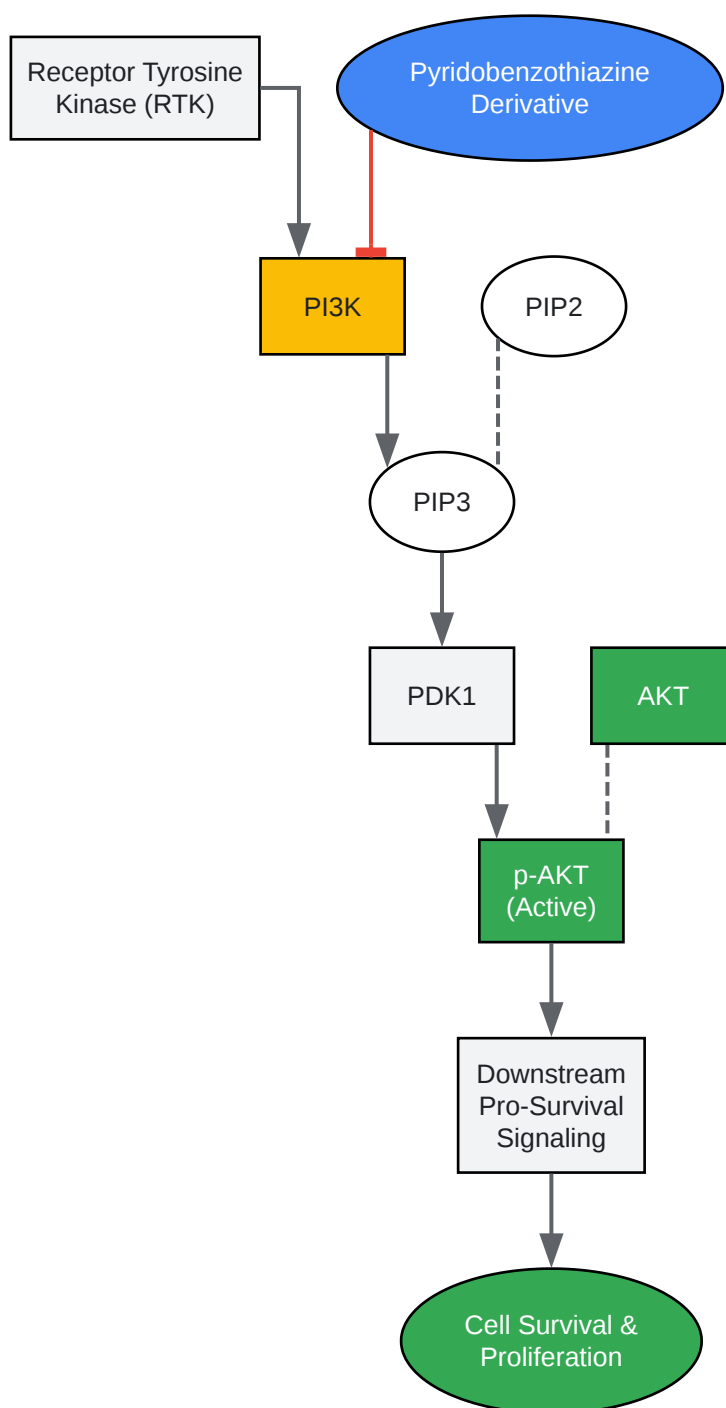 Receptor Tyrosine
Kinase (RTK)
Pyridobenzothiazine
Derivative
PI3K
PIP2
PIP3
PDK1
AKT
p-AKT
(Active)
Downstream
Pro-Survival
Signaling
Cell Survival &
Proliferation